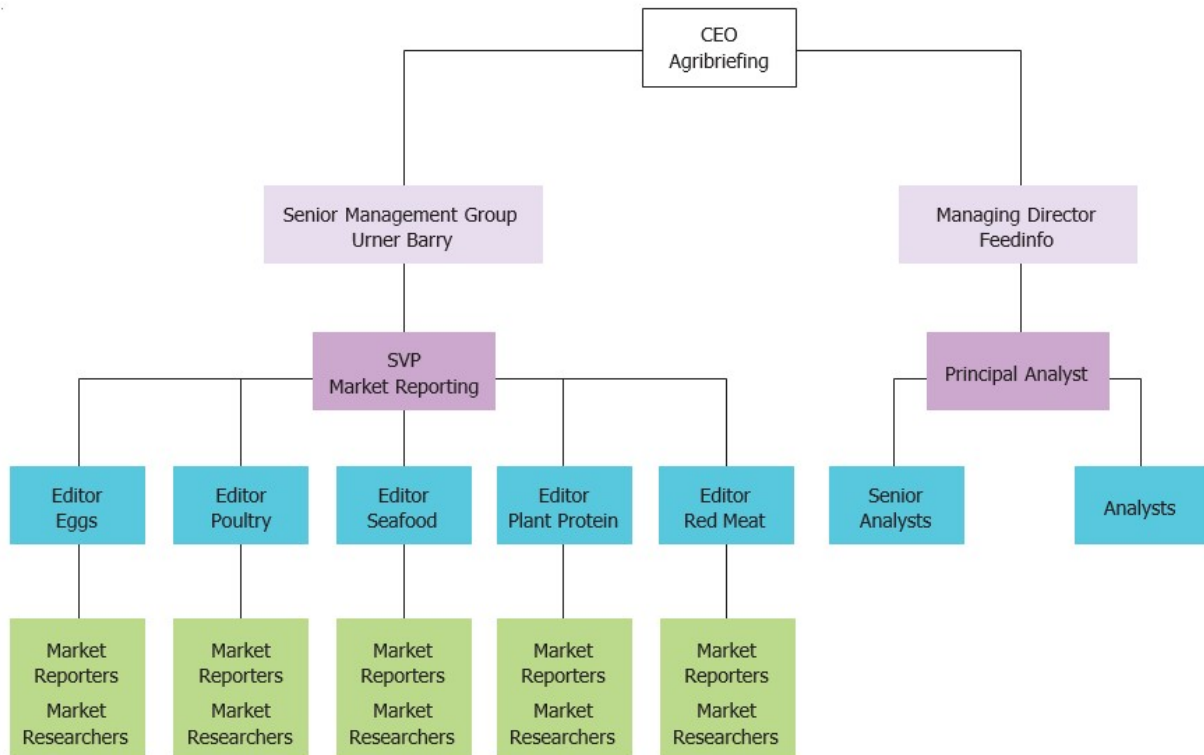 CEO
Agribriefing
Senior Management Group
Urner Barry
Managing Director
Feedinfo
SVP
Market Reporting
Principal Analyst
Editor
Eggs
Editor
Poultry
Editor
Seafood
Editor
Plant Protein
Editor
Red Meat
Senior
Analysts
Analysts
Market
Reporters
Market
Researchers
Market
Reporters
Market
Researchers
Market
Reporters
Market
Researchers
Market
Reporters
Market
Researchers
Market
Reporters
Market
Researchers